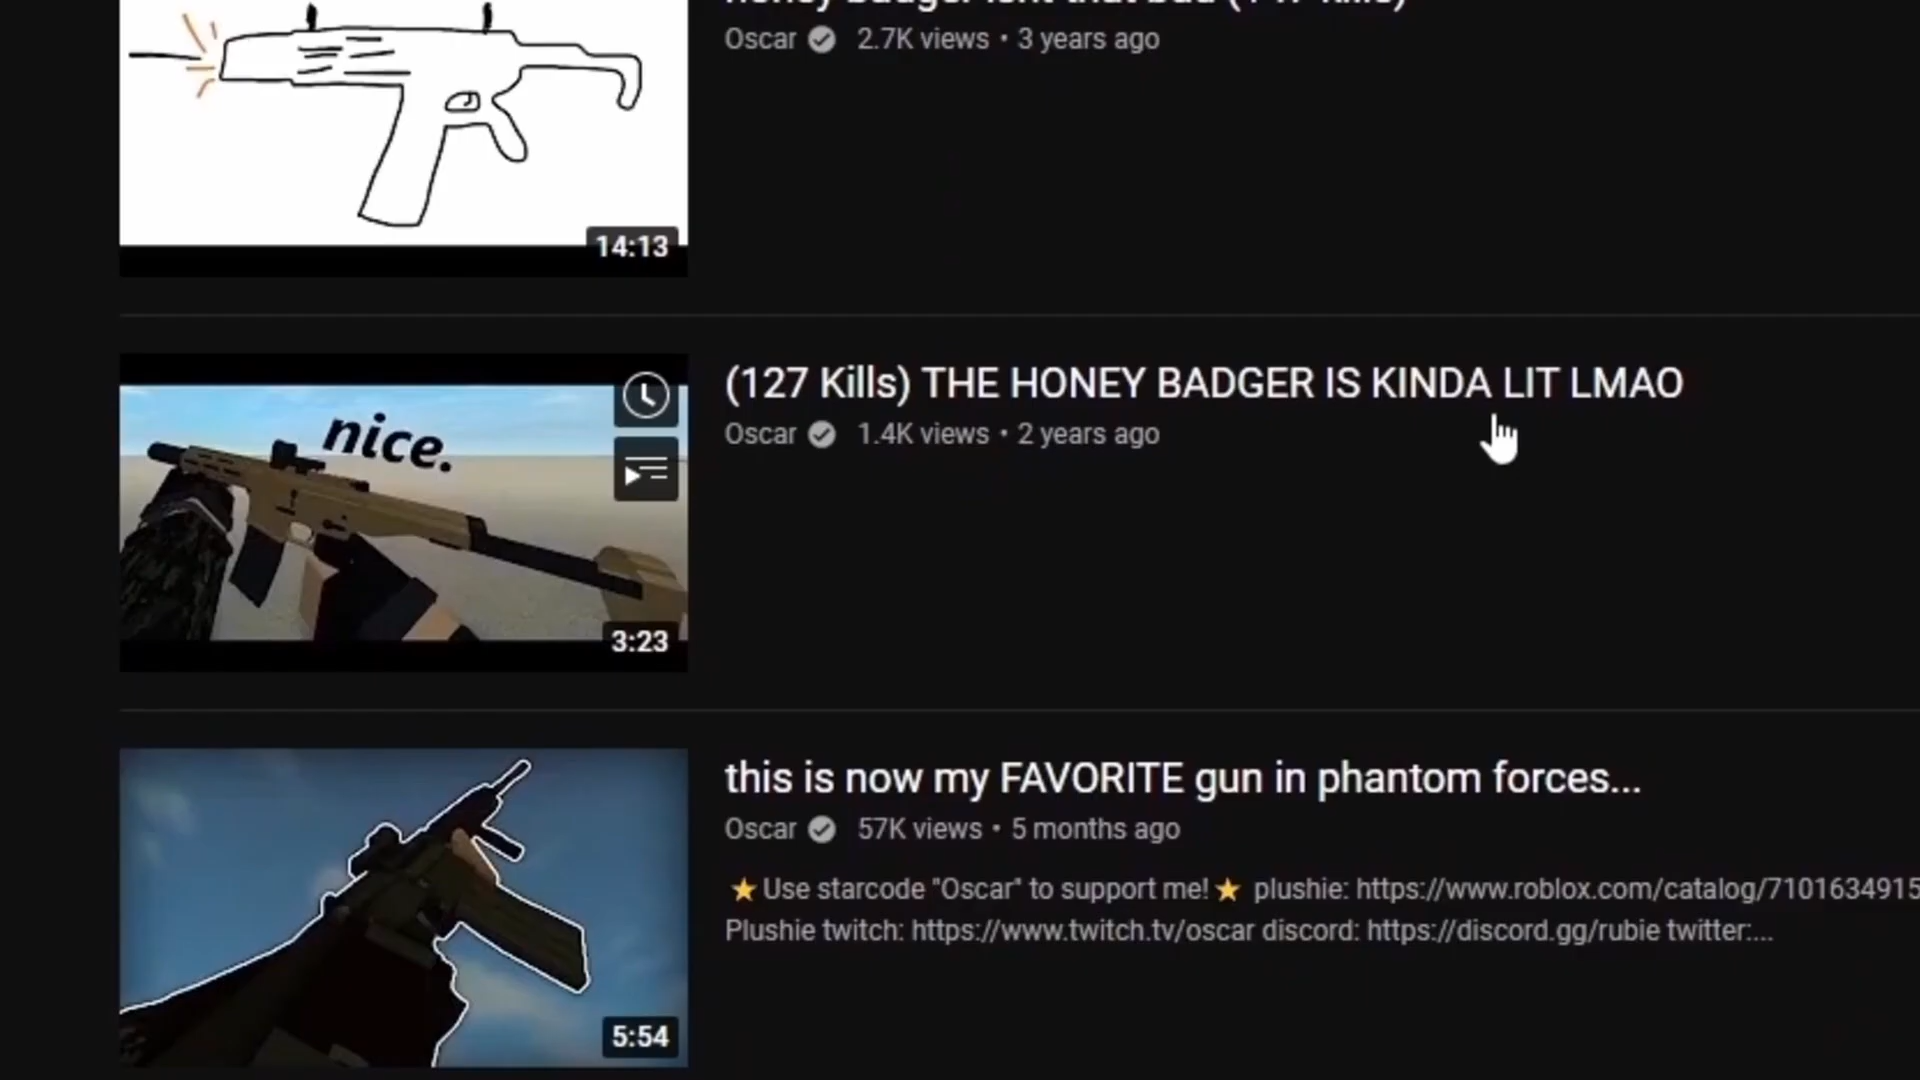 Oscar 2.7K views • 3 years ago
14:13
nice.
3:23
(127 Kills) THE HONEY BADGER IS KINDA LIT LMAO
Oscar 1.4K views • 2 years ago
5:54
this is now my FAVORITE gun in phantom forces...
Oscar 57K views • 5 months ago
⭐Use starcode "Oscar" to support me!⭐ plushie: https://www.roblox.com/catalog/7101634915
Plushie twitch: https://www.twitch.tv/oscar discord: https://discord.gg/rubie twitter:...